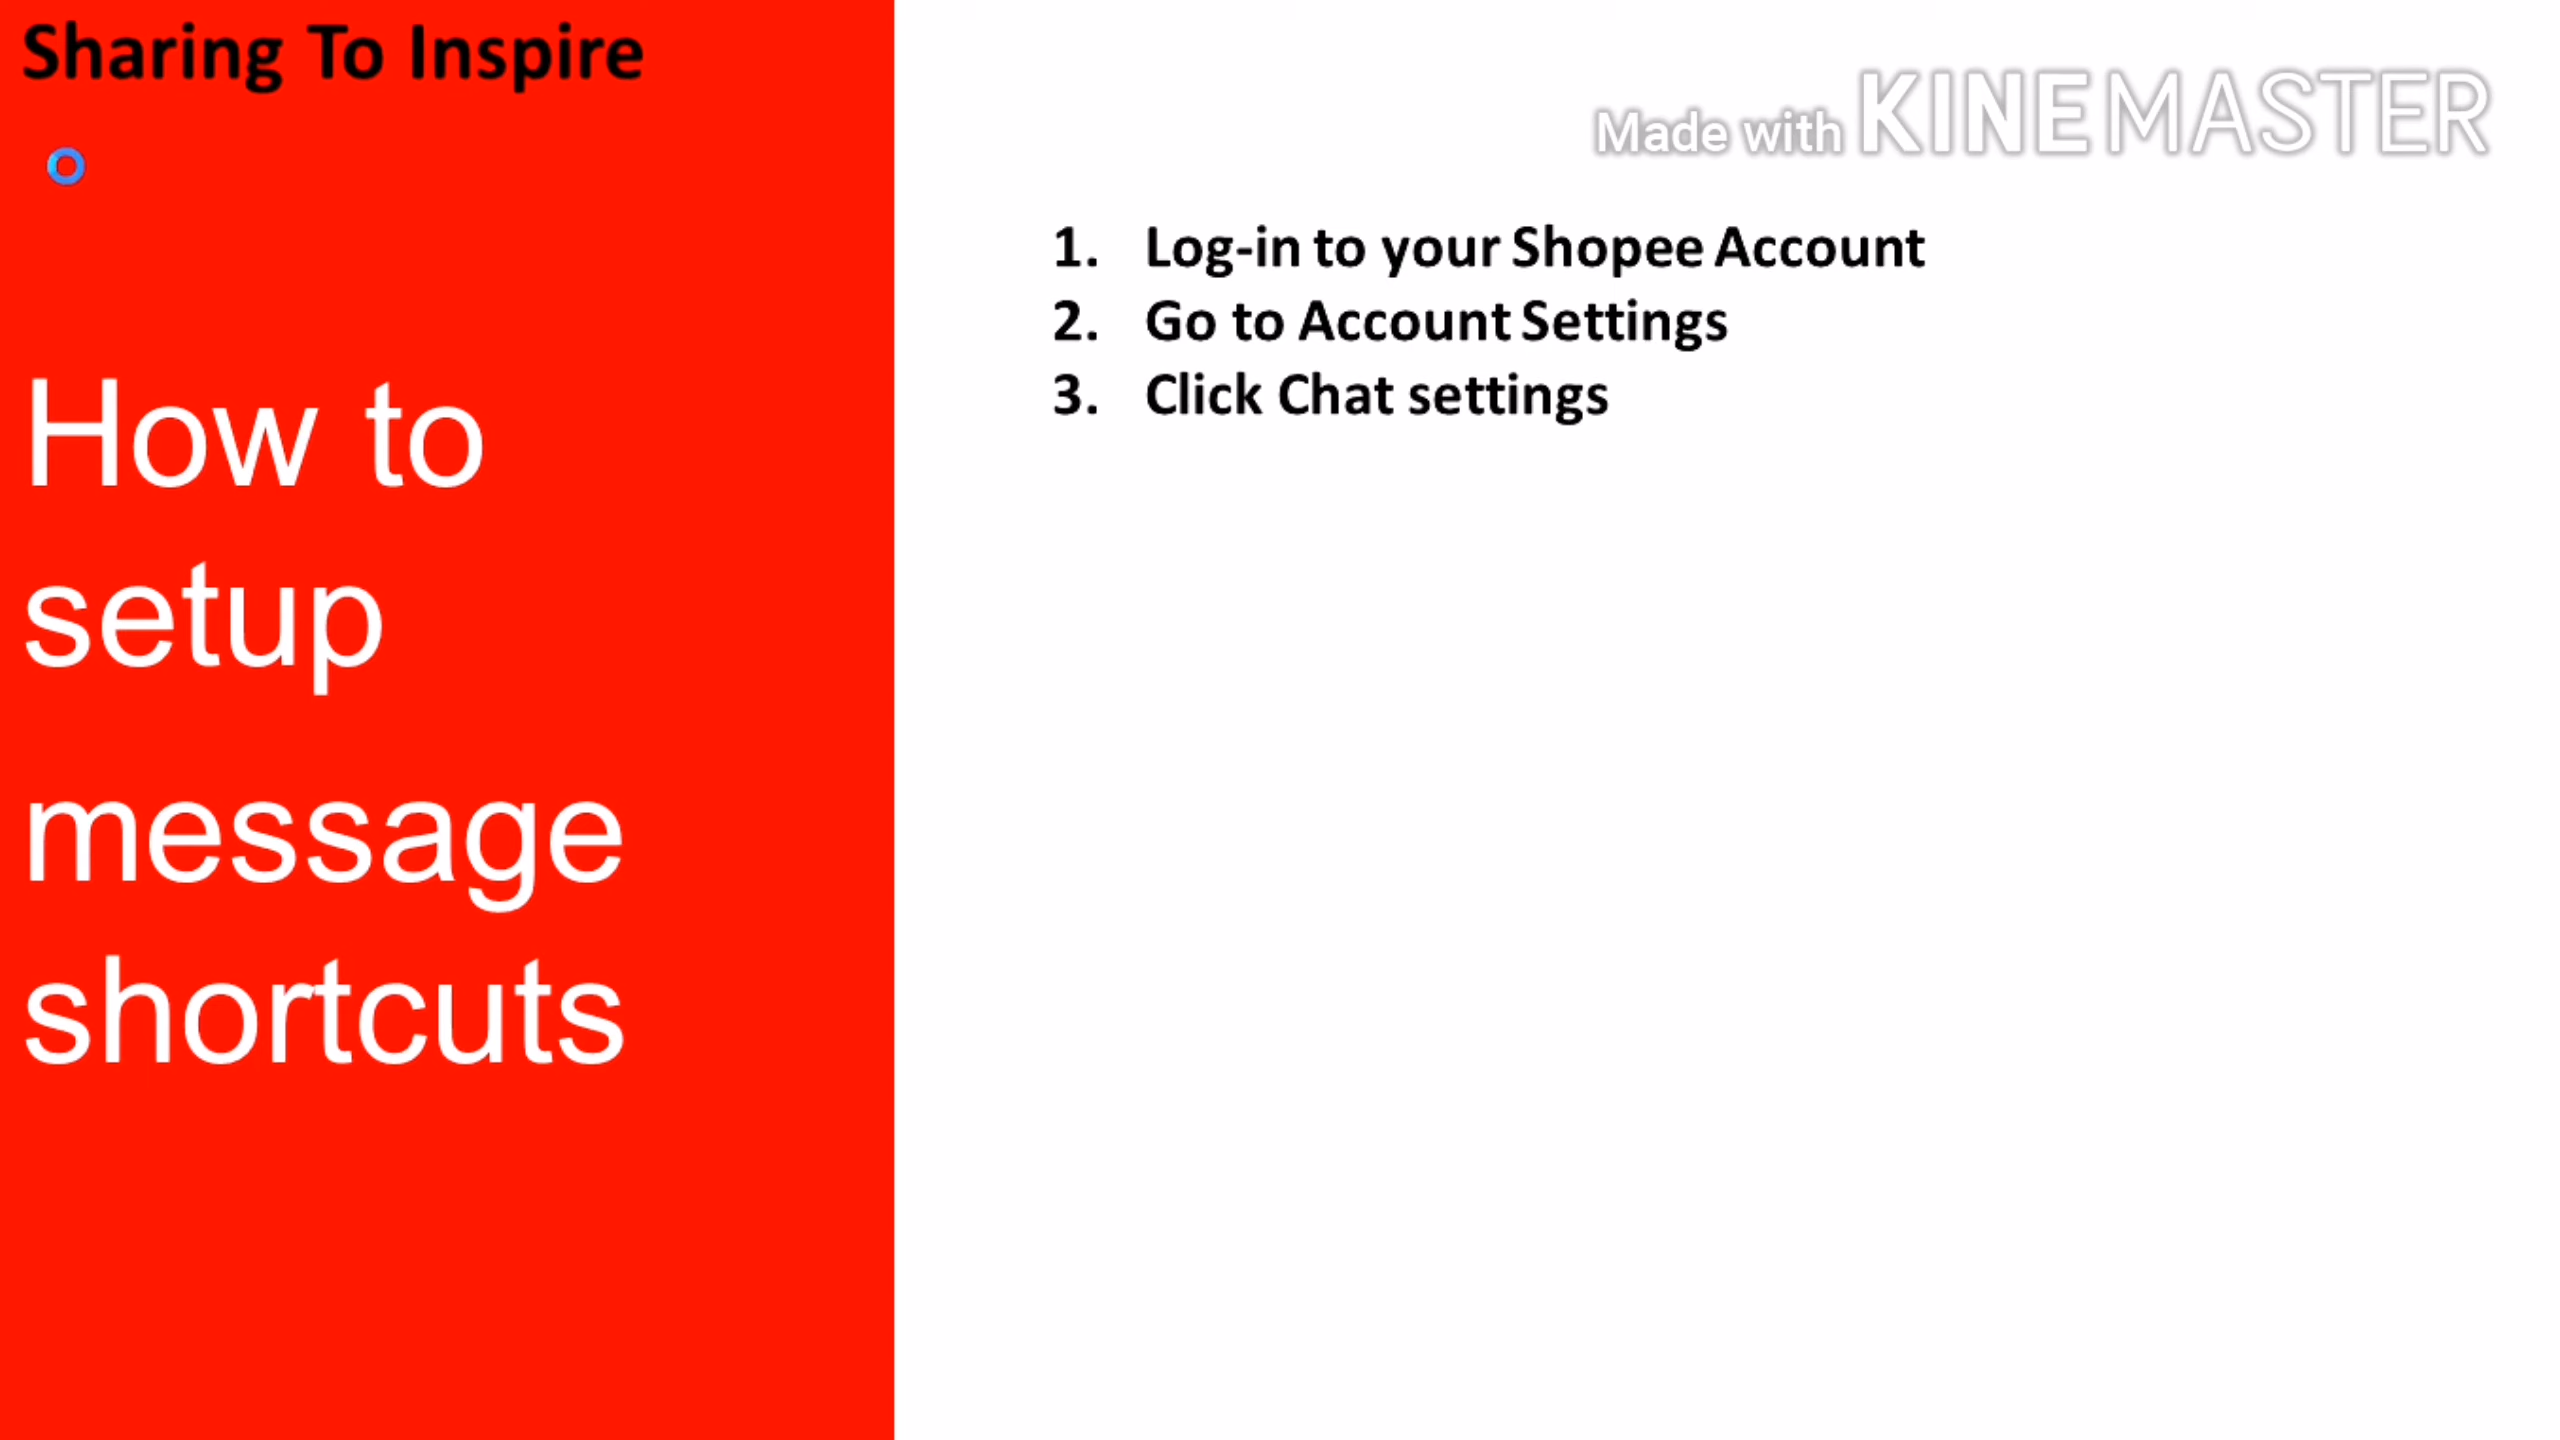 Sharing To Inspire
How to
setup
message
shortcuts
Made with KINEMASTER
1. Log-in to your Shopee Account
2. Go to Account Settings
3. Click Chat settings